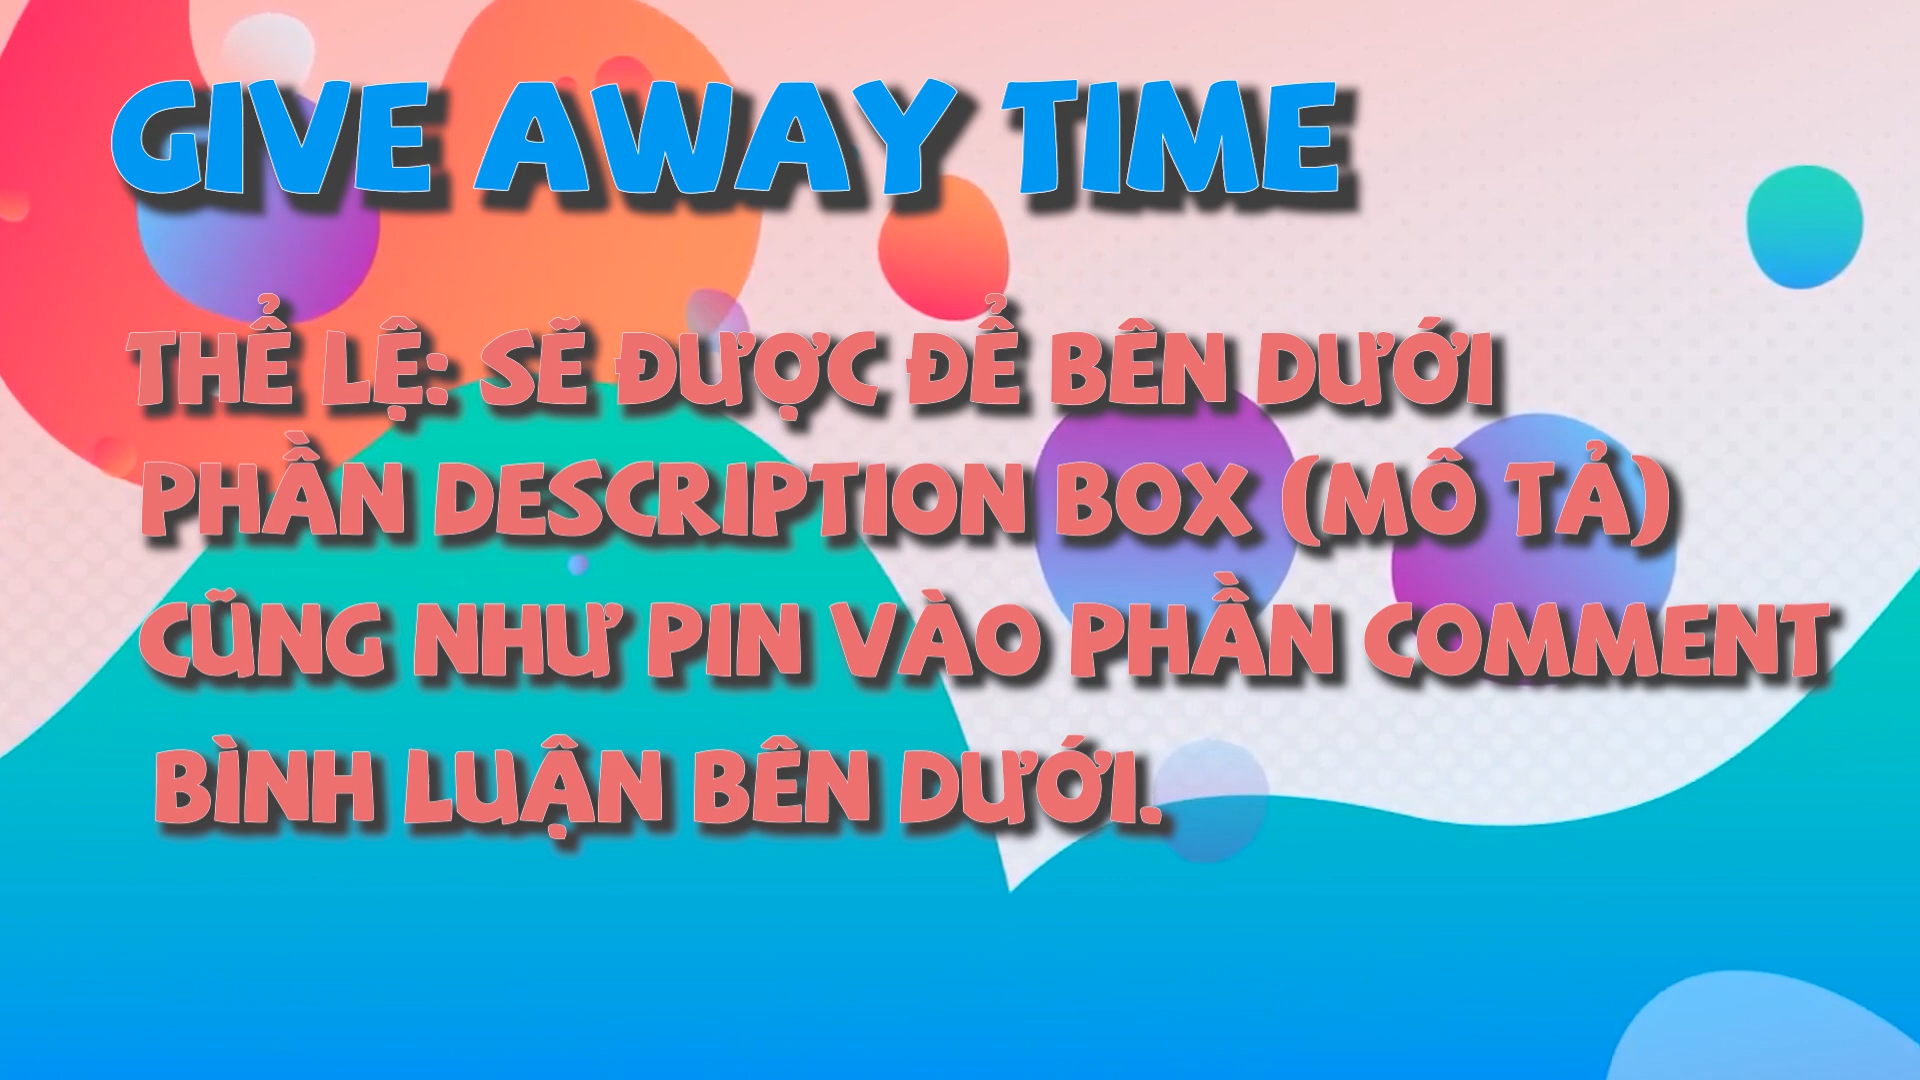 GIVE AWAY TIME
THỂ LỆ: SẼ ĐƯỢC ĐỂ BÊN DƯỚI
PHẦN DESCRIPTION BOX (MÔ TẢ)
CŨNG NHƯ PIN VÀO PHẦN COMMENT
BÌNH LUẬN BÊN DƯỚI.